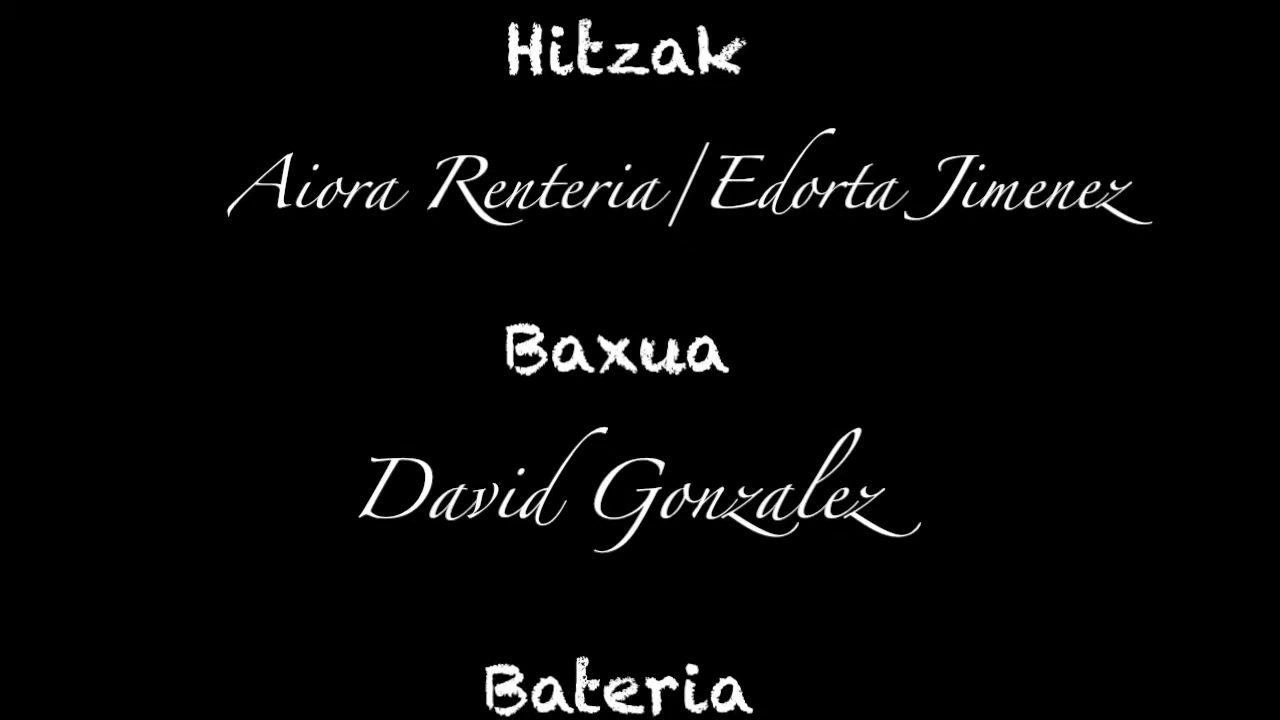 Hitzak
Aiora Renteria/Edorta Jimenez
Baxua
David Gonzalez
Bateria